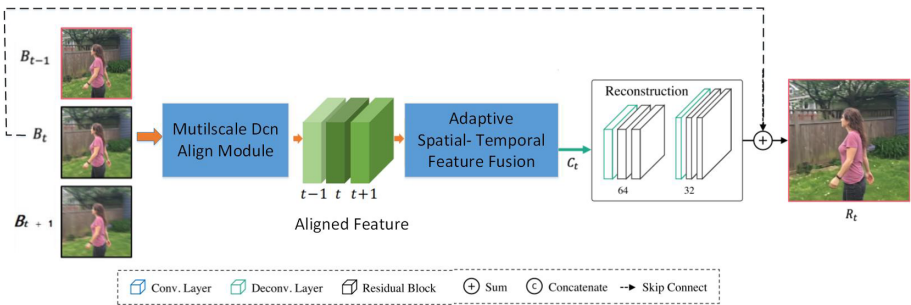 B_{t-1}
B_t
B_{t + 1}
Mutilscale Dcn
Align Module
t−1 t t+1
Aligned Feature
Adaptive
Spatial- Temporal
Feature Fusion
C_t
Reconstruction
64 32
+
R_t
Conv. Layer Deconv. Layer Residual Block + Sum C Concatenate Skip Connect